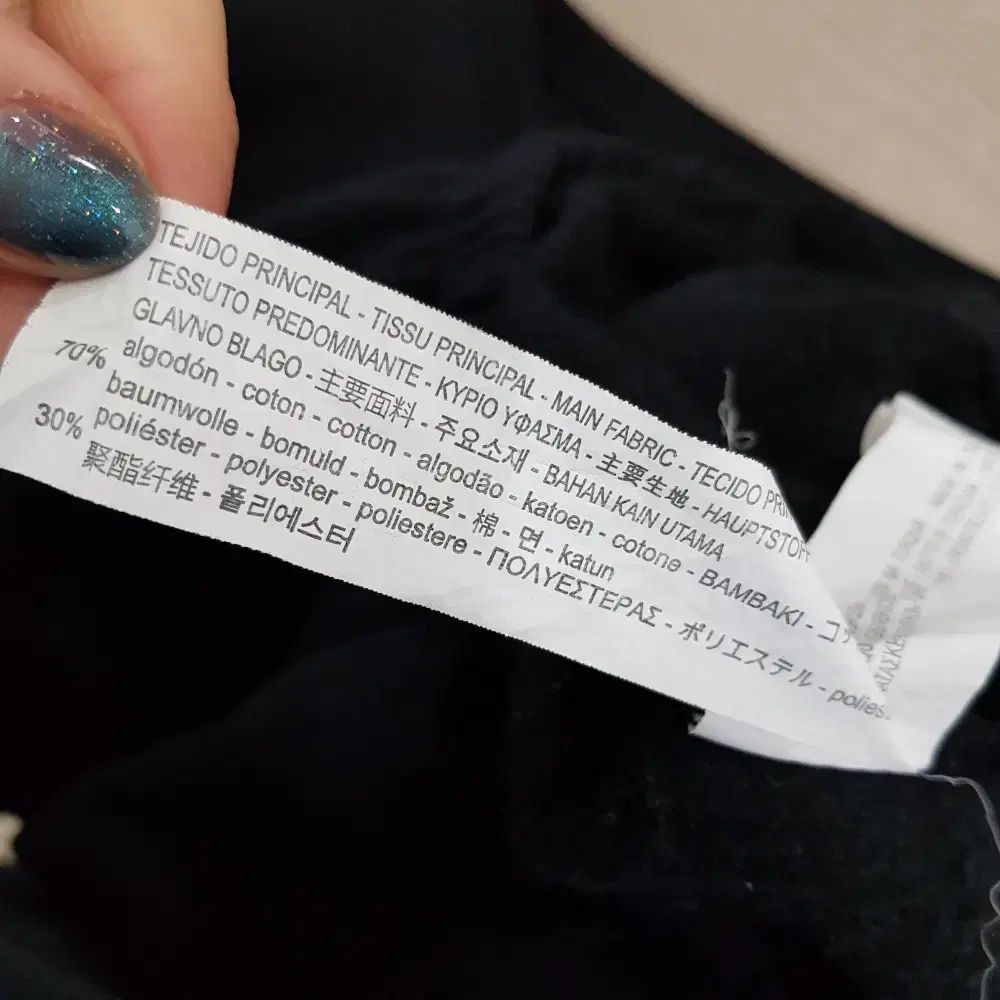 TEJIDO PRINCIPAL - TISSU PRINCIPAL - MAIN FABRIC - TECIDO
TESSUTO PREDOMINANTE - ΚΥΡΙΟ ΥΦΑΣΜΑ - 主要生地 - HAUPTSTOFF
GLAVNO BLAGO - 主要面料 - 주요소재 - BAHAN KAIN UTAMA
70% algodón - coton - cotton - algodão - katoen - cotone - ΒΑΜΒΑΚΙ -
baumwolle - bomuld - bombaž - 棉 - 면 - katun
30% poliéster - polyester - poliestere - ΠΟΛΥΕΣΤΕΡΑΣ - ポリエステル -
聚酯纤维 - 폴리에스터